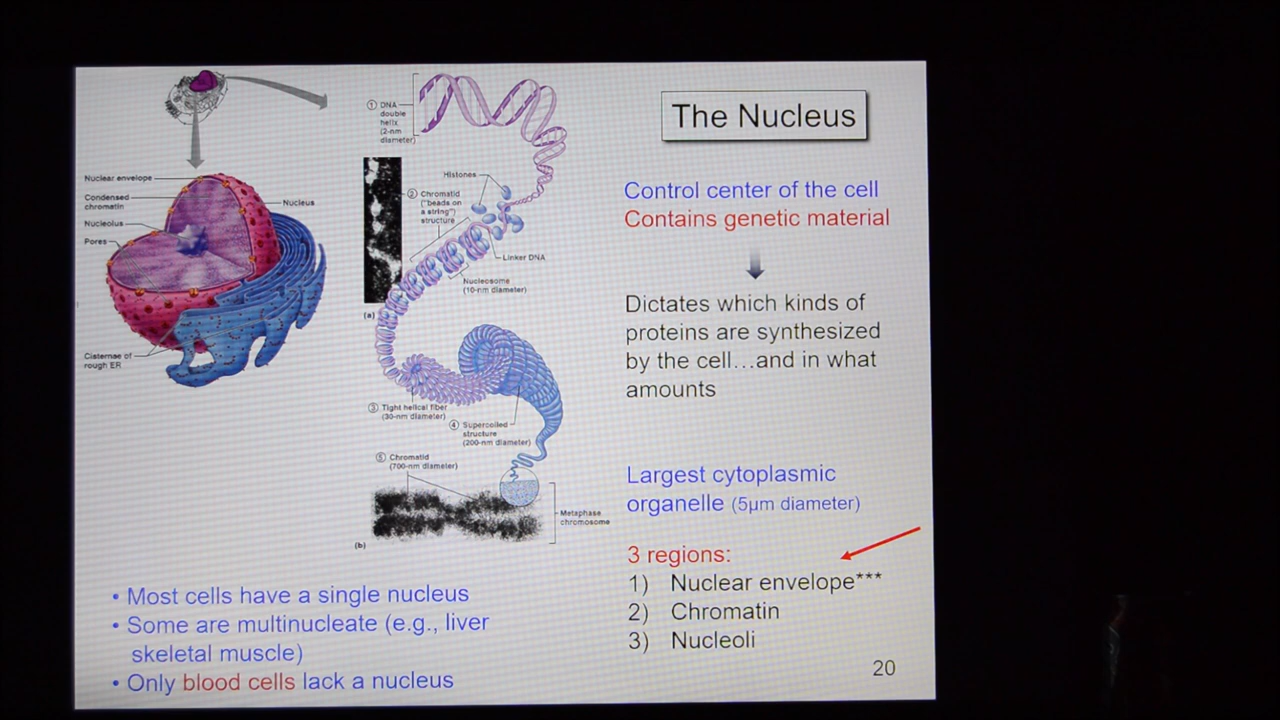 The Nucleus
Control center of the cell
Contains genetic material
Dictates which kinds of
proteins are synthesized
by the cell…and in what
amounts
Largest cytoplasmic
organelle (5µm diameter)
3 regions:
1) Nuclear envelope***
2) Chromatin
3) Nucleoli
• Most cells have a single nucleus
• Some are multinucleate (e.g., liver
skeletal muscle)
• Only blood cells lack a nucleus
20
Nuclear envelope
Condensed
chromatin
Nucleolus
Pores
Nucleus
Cisternae of
rough ER
① DNA
double
helix
(2-nm
diameter)
Histones
② Chromatid
("beads on
a string")
structure
Linker DNA
Nucleosome
(10-nm diameter)
(a)
③ Tight helical fiber
(30-nm diameter)
④ Supercoiled
structure
(200-nm diameter)
⑤ Chromatid
(700-nm diameter)
Metaphase
chromosome
(b)